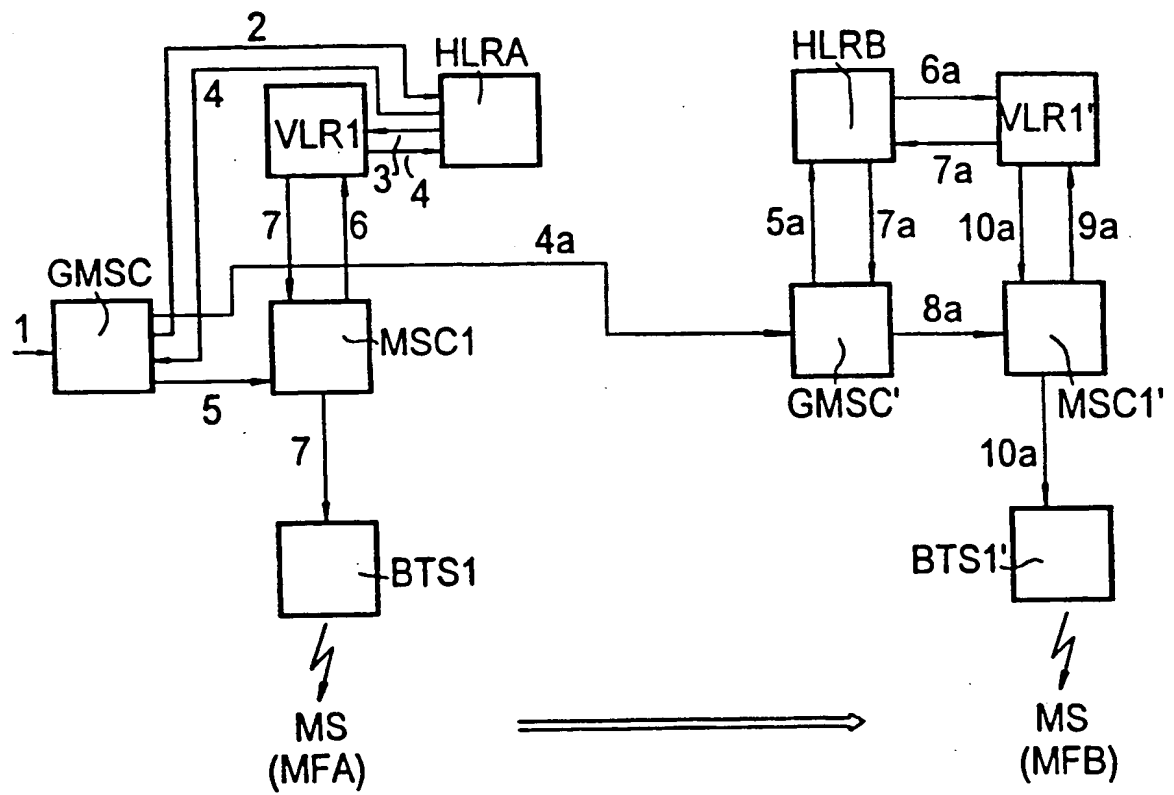 2
HLRA
HLRB
6a
4
VLR1
VLR1'
3
4
7a
7
6
4a
5a
7a
10a
9a
GMSC
1
MSC1
8a
5
GMSC'
MSC1'
7
10a
BTS1
BTS1'
MS
(MFA)
MS
(MFB)